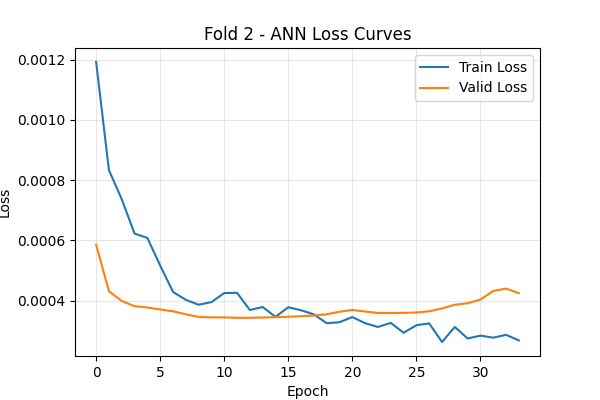 Fold 2 - ANN Loss Curves
Train Loss
Valid Loss
Loss
0.0012
0.0010
0.0008
0.0006
0.0004
0 5 10 15 20 25 30
Epoch